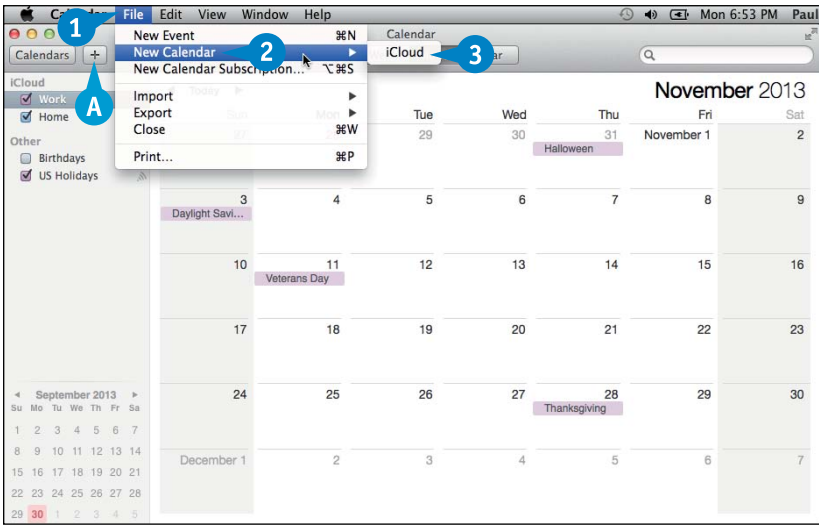 Calendar File Edit View Window Help Mon 6:53 PM Paul
1
New Event ⌘N
Calendar
Calendars +
New Calendar
2
iCloud
3
ar
New Calendar Subscription... ⌥⌘S
iCloud
Today
November 2013
Work
A
Import
Home
Export
Sun Mon Tue Wed Thu Fri Sat
Close ⌘W
29 30 31 November 1 2
Other
Halloween
Birthdays
Print... ⌘P
US Holidays
3 4 5 6 7 8 9
Daylight Savi...
10 11 12 13 14 15 16
Veterans Day
17 18 19 20 21 22 23
September 2013
24 25 26 27 28 29 30
Thanksgiving
Su Mo Tu We Th Fr Sa
1 2 3 4 5 6 7
8 9 10 11 12 13 14
December 1 2 3 4 5 6 7
15 16 17 18 19 20 21
22 23 24 25 26 27 28
29 30 1 2 3 4 5